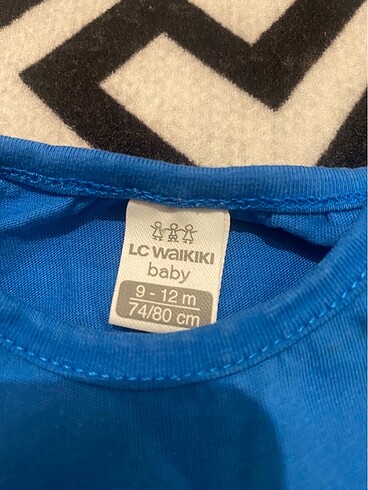 LC WAIKIKI
baby
9 - 12 m
74/80 cm